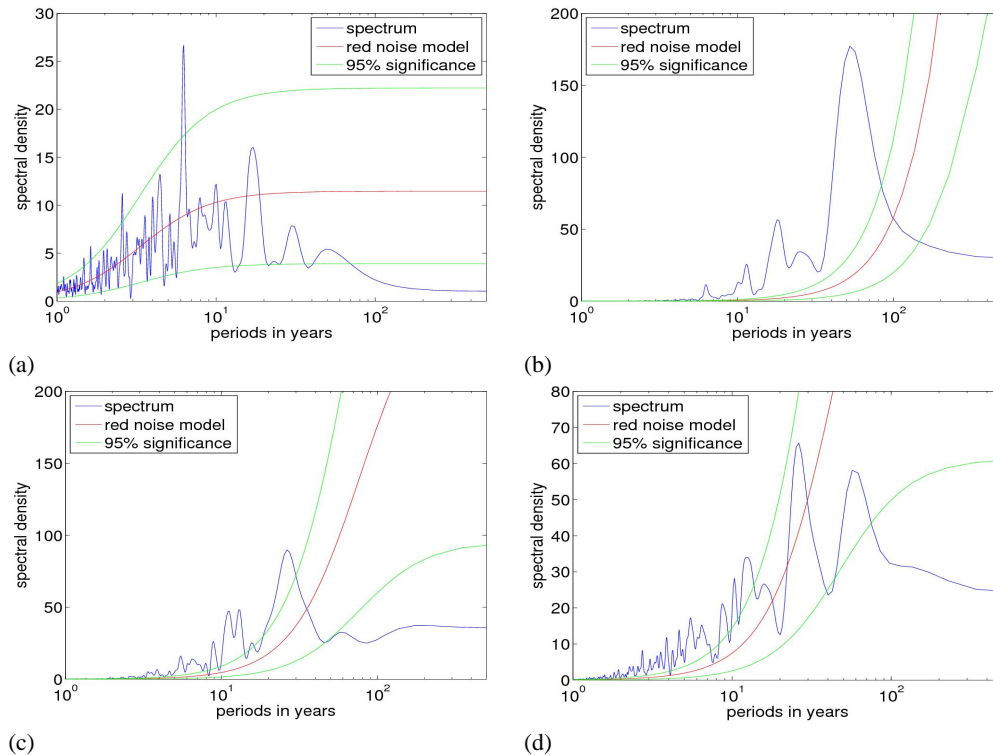 30
25
20
15
10
5
0
spectral density
spectrum
red noise model
95% significance
10^0
10^1
10^2
periods in years
(a)
200
150
100
50
0
spectral density
spectrum
red noise model
95% significance
10^0
10^1
10^2
periods in years
(b)
200
150
100
50
0
spectral density
spectrum
red noise model
95% significance
10^0
10^1
10^2
periods in years
(c)
80
70
60
50
40
30
20
10
0
spectral density
spectrum
red noise model
95% significance
10^0
10^1
10^2
periods in years
(d)